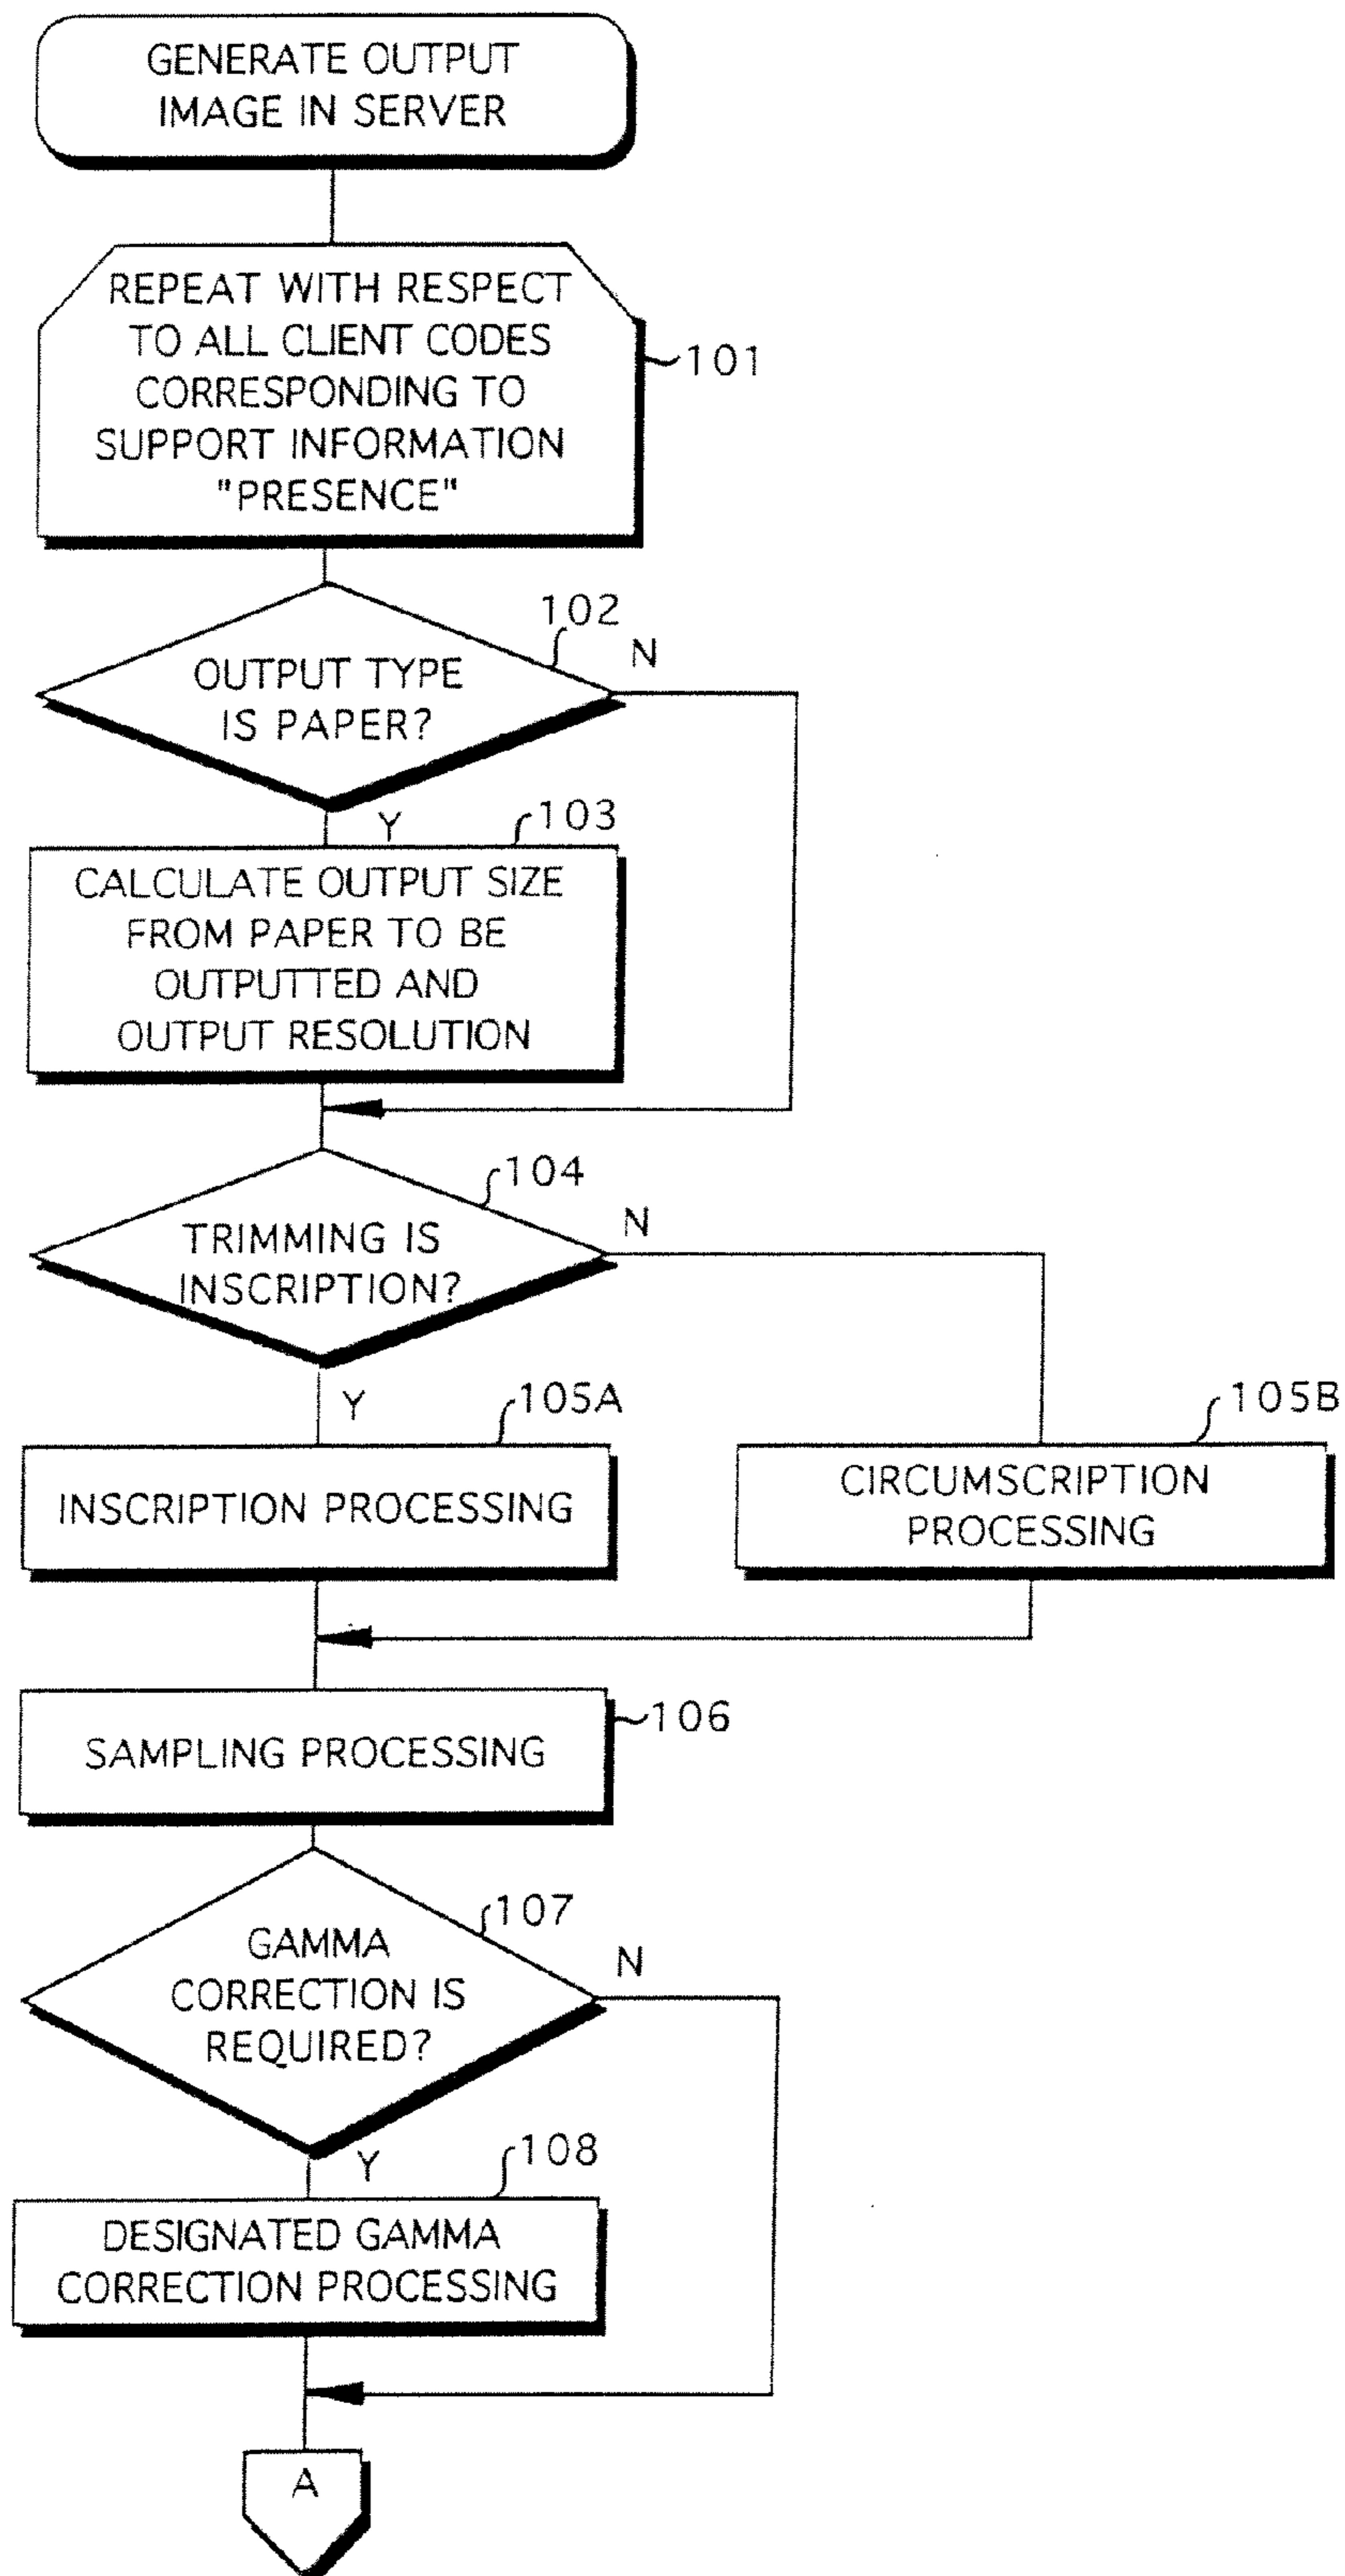 GENERATE OUTPUT
IMAGE IN SERVER
REPEAT WITH RESPECT
TO ALL CLIENT CODES
CORRESPONDING TO
SUPPORT INFORMATION
"PRESENCE"
101
102
OUTPUT TYPE
IS PAPER?
N
Y
103
CALCULATE OUTPUT SIZE
FROM PAPER TO BE
OUTPUTTED AND
OUTPUT RESOLUTION
104
TRIMMING IS
INSCRIPTION?
N
Y
105A
INSCRIPTION PROCESSING
105B
CIRCUMSCRIPTION
PROCESSING
106
SAMPLING PROCESSING
107
GAMMA
CORRECTION IS
REQUIRED?
N
Y
108
DESIGNATED GAMMA
CORRECTION PROCESSING
A